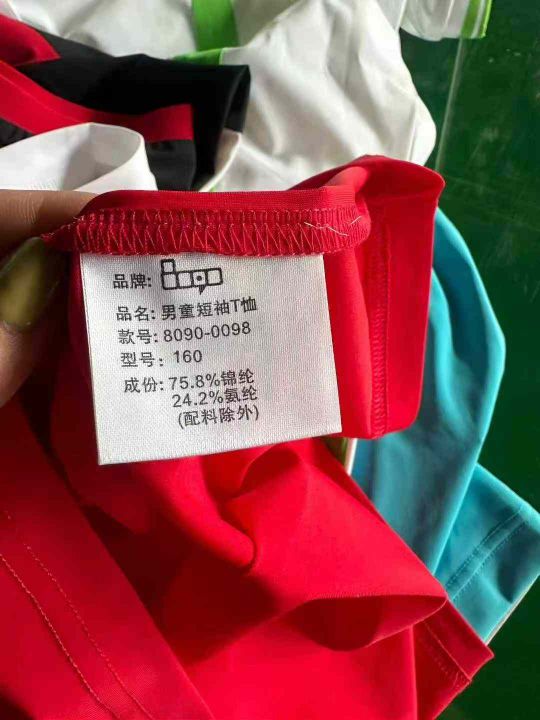 品牌:
品名: 男童短袖T恤
款号: 8090-0098
型号: 160
成份: 75.8%锦纶
24.2%氨纶
(配料除外)